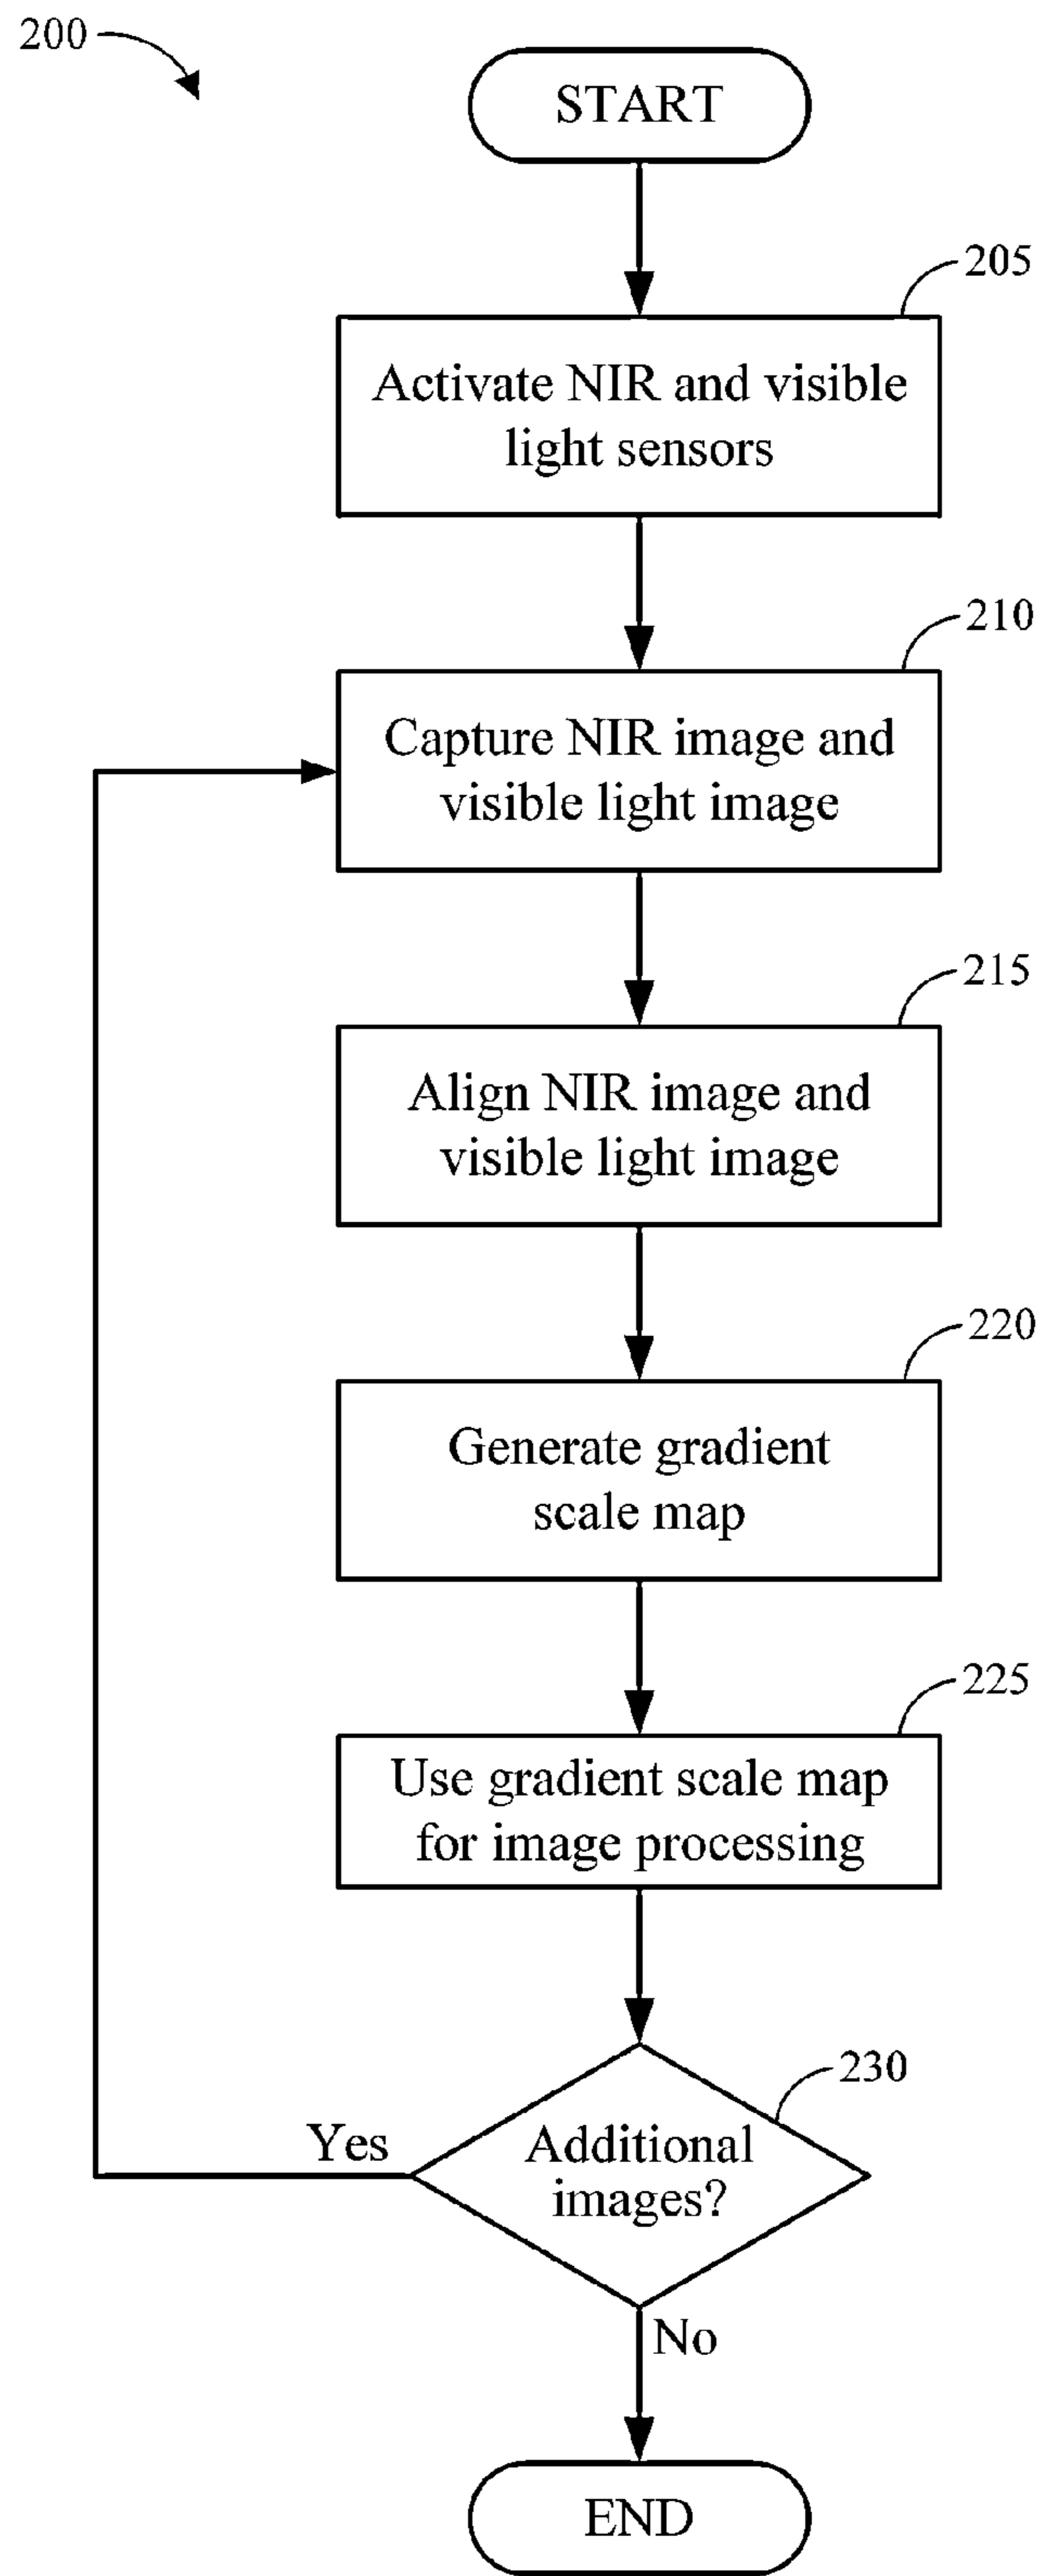 200
START
205
Activate NIR and visible
light sensors
210
Capture NIR image and
visible light image
215
Align NIR image and
visible light image
220
Generate gradient
scale map
225
Use gradient scale map
for image processing
230
Additional
images?
Yes
No
END